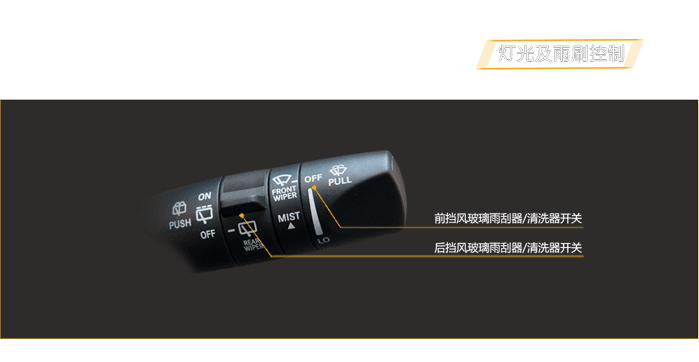 灯光及雨刷控制
OFF
PULL
FRONT
WIPER
ON
PUSH
OFF
MIST
REAR
WIPER
LO
前挡风玻璃雨刮器/清洗器开关
后挡风玻璃雨刮器/清洗器开关